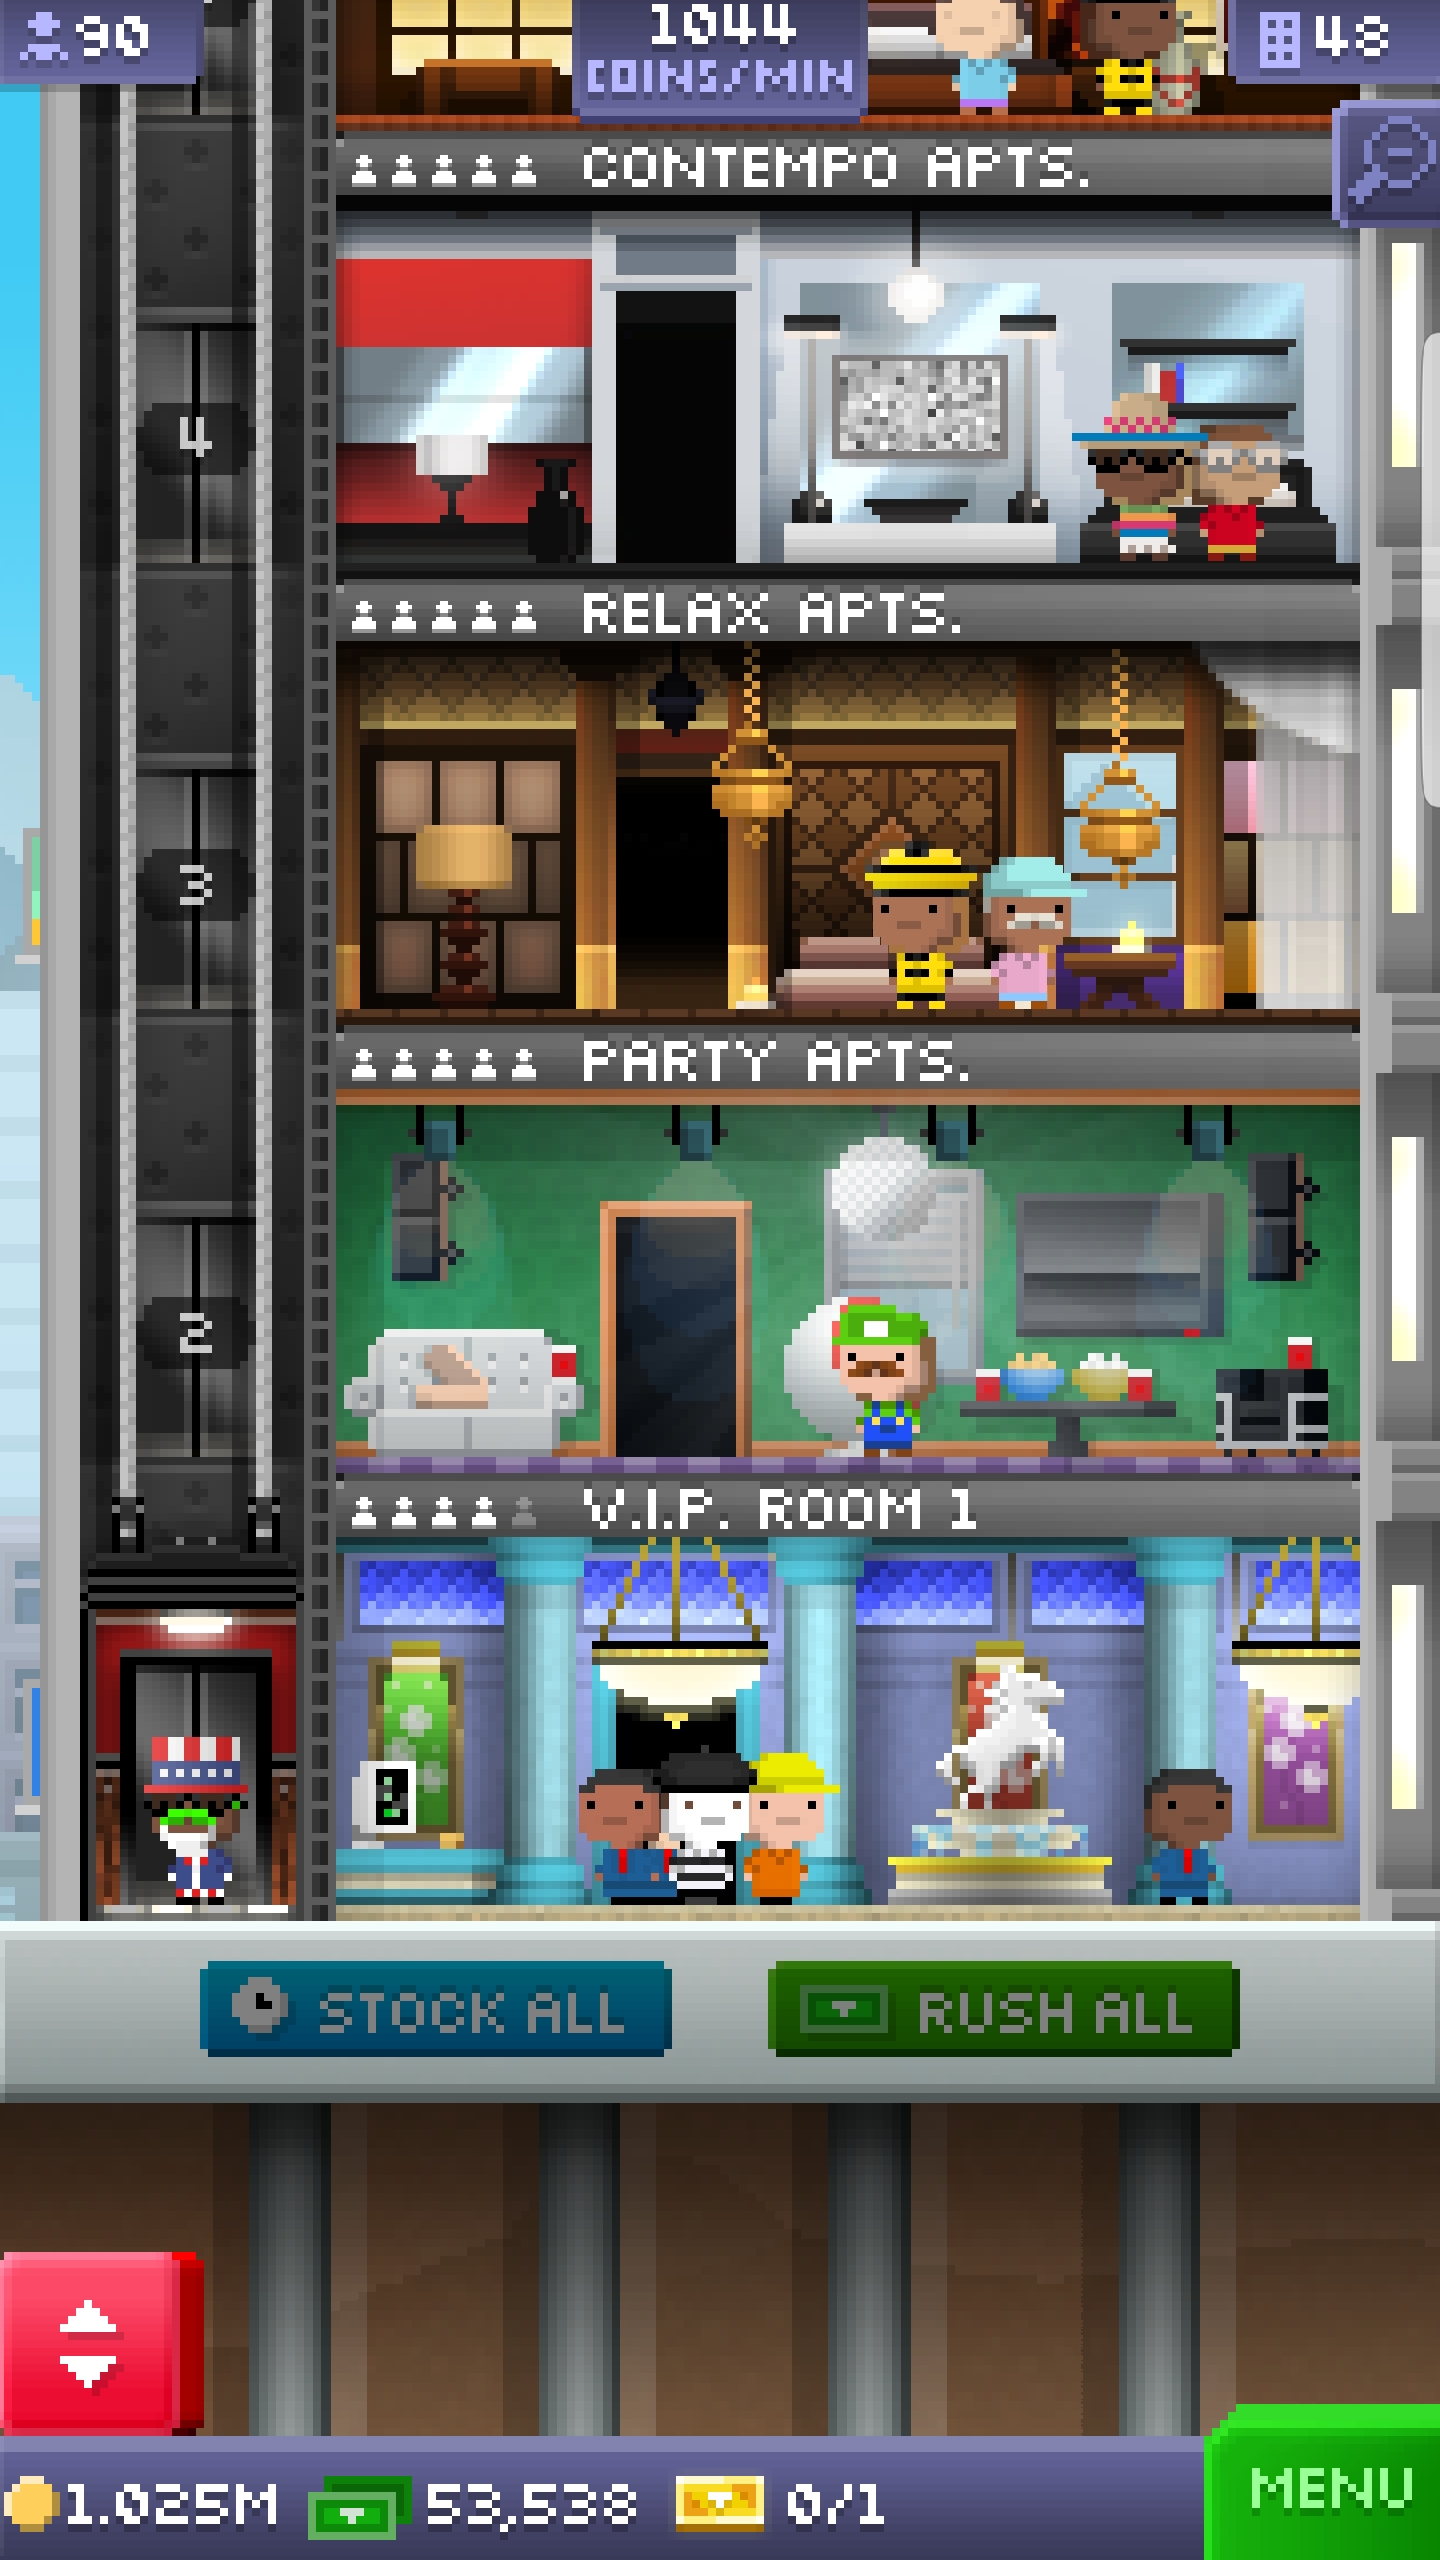 90
1044
COINS/MIN
48
CONTEMPO APTS.
4
RELAX APTS.
3
PARTY APTS.
2
V.I.P. ROOM 1
STOCK ALL
RUSH ALL
1.025M
53,538
0/1
MENU